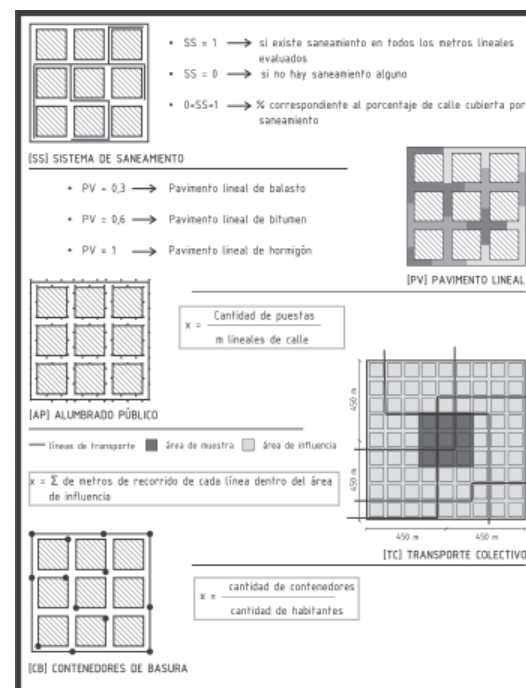 • SS = 1 → si existe saneamiento en todos los metros lineales
evaluados
• SS = 0 → si no hay saneamiento alguno
• 0=SS=1 → % correspondiente al porcentaje de calle cubierta por
saneamiento
[SS] SISTEMA DE SANEAMIENTO
• PV = 0,3 → Pavimento lineal de balasto
• PV = 0,6 → Pavimento lineal de bitumen
• PV = 1 → Pavimento lineal de hormigón
[PV] PAVIMENTO LINEAL
x = Cantidad de puestas
m lineales de calle
[AP] ALUMBRADO PÚBLICO
líneas de transporte área de muestra área de influencia
x = Σ de metros de recorrido de cada línea dentro del área
de influencia
450 m
450 m
450 m 450 m
[TC] TRANSPORTE COLECTIVO
x = cantidad de contenedores
cantidad de habitantes
[CB] CONTENEDORES DE BASURA